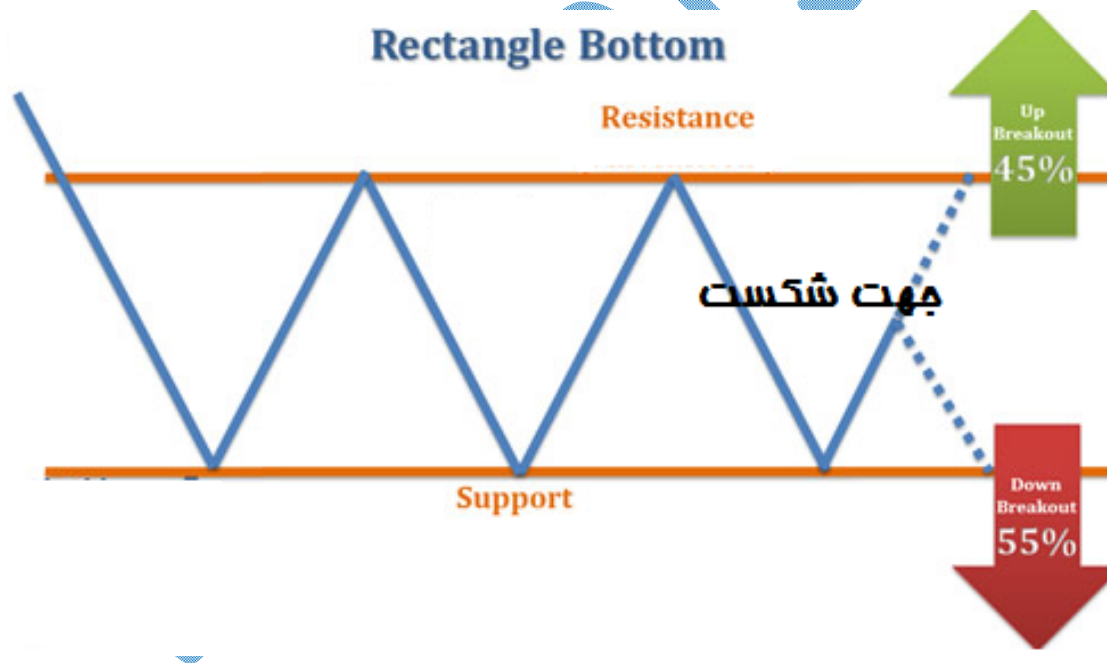 Rectangle Bottom
Resistance
Up
Breakout
45%
جهت شکست
Support
Down
Breakout
55%